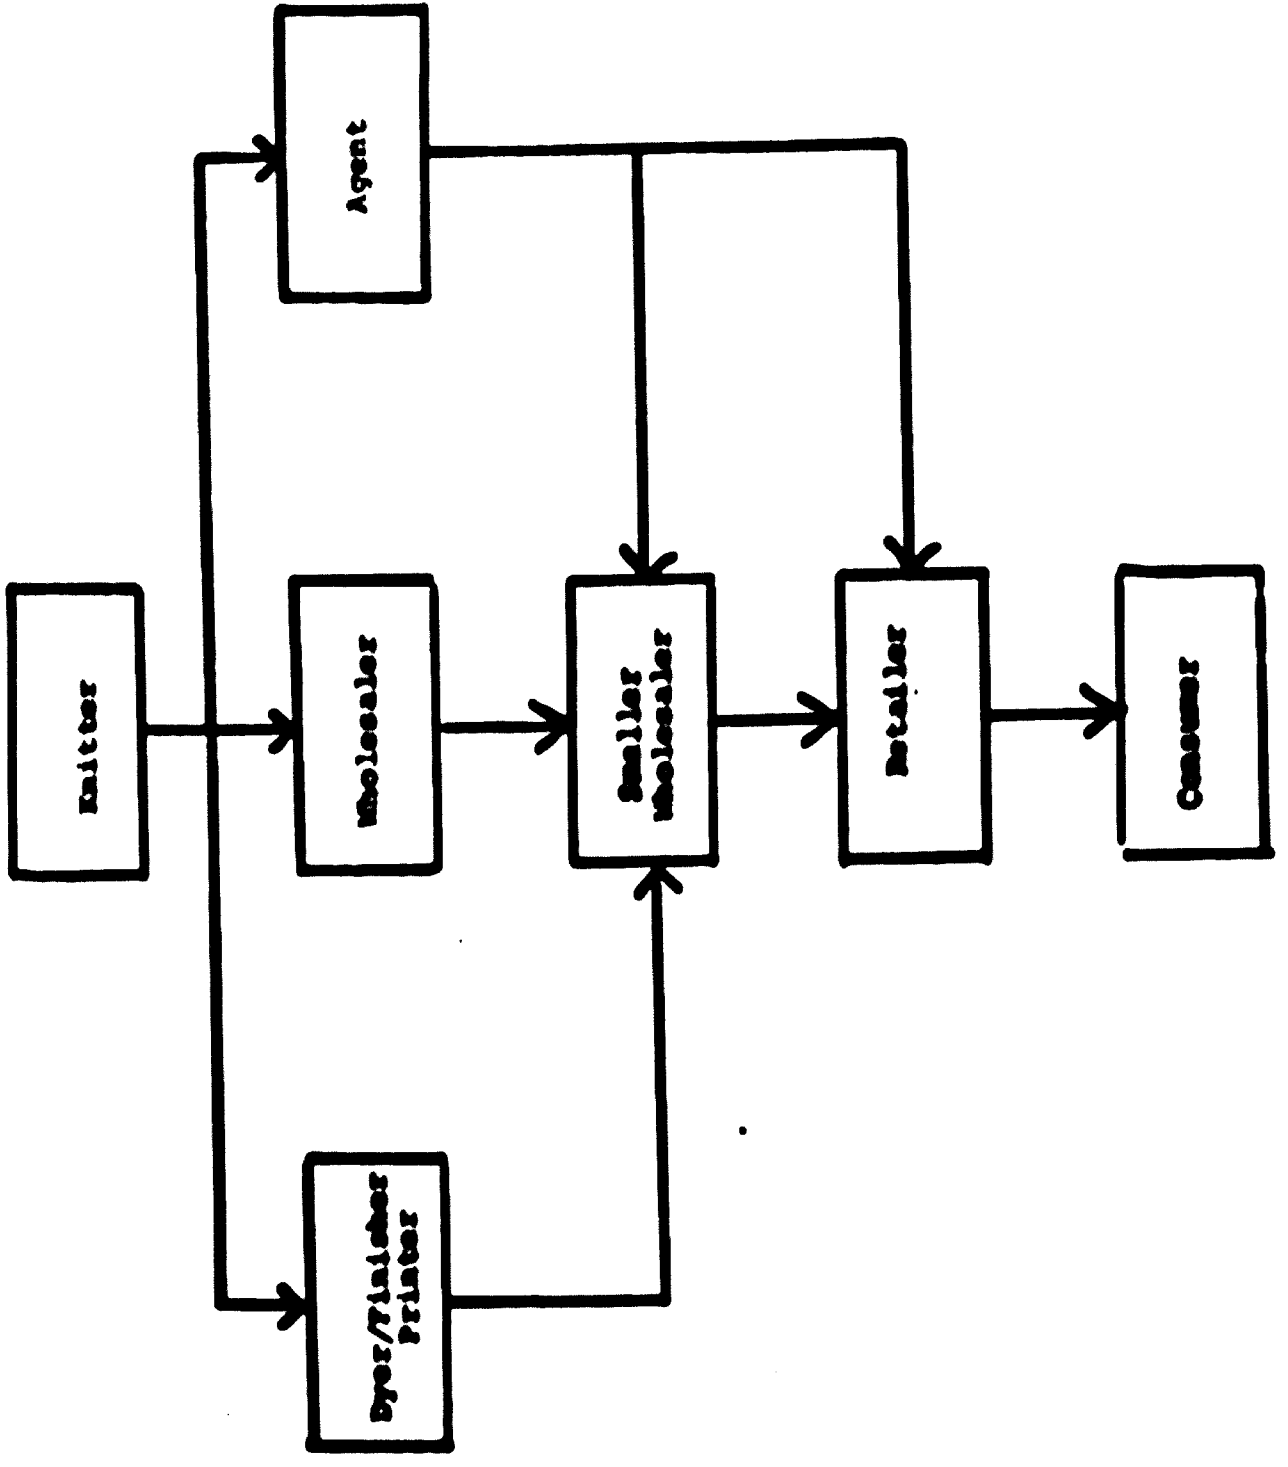 Knitter
Dyer/Finisher
Printer
Wholesaler
Agent
Smaller
Wholesaler
Retailer
Consumer